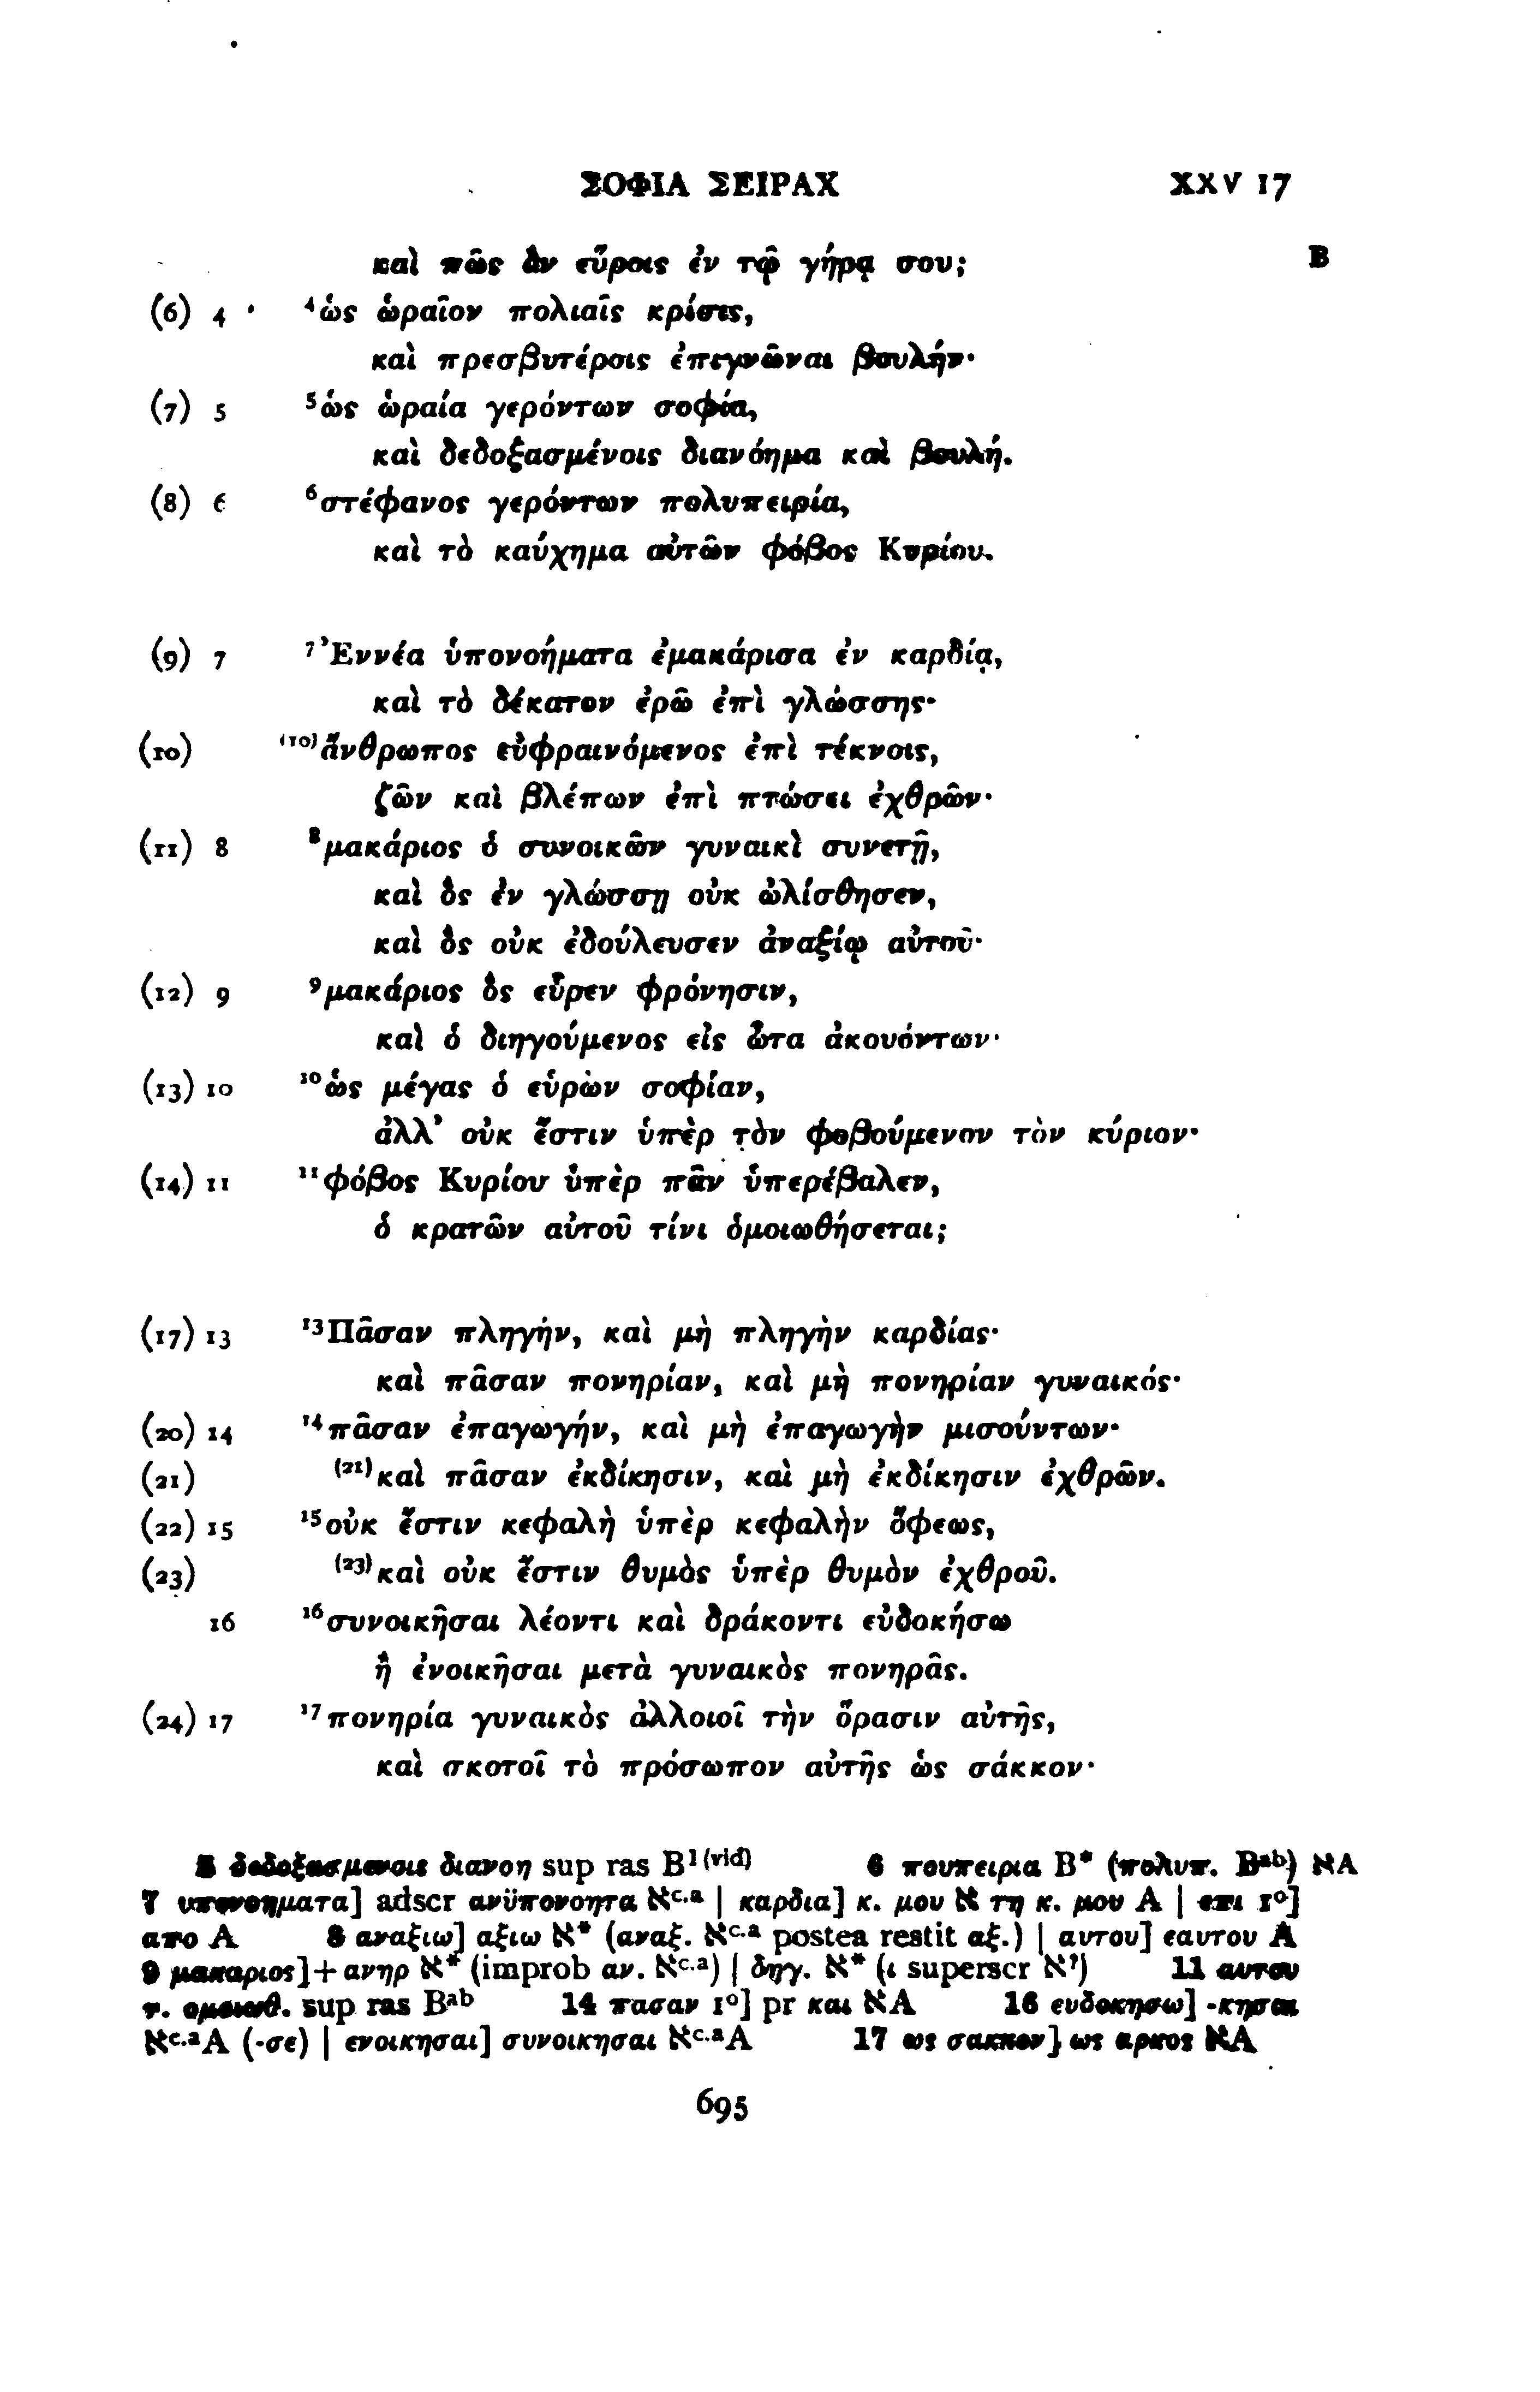 ΣΟΦΙΑ ΣΕΙΡΑΧ XXV 17
καὶ πῶς ἂν εὕροις ἐν τῷ γήρᾳ σου; B
(6) 4 ⁴ὡς ὡραῖον πολιαῖς κρίσις,
καὶ πρεσβυτέροις ἐπιγνῶναι βουλήν·
(7) 5 ⁵ὡς ὡραία γερόντων σοφία,
καὶ δεδοξασμένοις διανόημα καὶ βουλή.
(8) 6 ⁶στέφανος γερόντων πολυπειρία,
καὶ τὸ καύχημα αὐτῶν φόβος Κυρίου.
(9) 7 ⁷Ἐννέα ὑπονοήματα ἐμακάρισα ἐν καρδίᾳ,
καὶ τὸ δέκατον ἐρῶ ἐπὶ γλώσσης·
(10) ⁽¹⁰⁾ἄνθρωπος εὐφραινόμενος ἐπὶ τέκνοις,
ζῶν καὶ βλέπων ἐπὶ πτώσει ἐχθρῶν·
(11) 8 ⁸μακάριος ὁ συνοικῶν γυναικὶ συνετῇ,
καὶ ὃς ἐν γλώσσῃ οὐκ ὠλίσθησεν,
καὶ ὃς οὐκ ἐδούλευσεν ἀναξίῳ αὐτοῦ·
(12) 9 ⁹μακάριος ὃς εὗρεν φρόνησιν,
καὶ ὁ διηγούμενος εἰς ὦτα ἀκουόντων·
(13) 10 ¹⁰ὡς μέγας ὁ εὑρὼν σοφίαν,
ἀλλ’ οὐκ ἔστιν ὑπὲρ τὸν φοβούμενον τὸν κύριον·
(14) 11 ¹¹φόβος Κυρίου ὑπὲρ πᾶν ὑπερέβαλεν,
ὁ κρατῶν αὐτοῦ τίνι ὁμοιωθήσεται;
(17) 13 ¹³Πᾶσαν πληγήν, καὶ μὴ πληγὴν καρδίας·
καὶ πᾶσαν πονηρίαν, καὶ μὴ πονηρίαν γυναικός·
(20) 14 ¹⁴πᾶσαν ἐπαγωγήν, καὶ μὴ ἐπαγωγὴν μισούντων·
(21) ⁽²¹⁾καὶ πᾶσαν ἐκδίκησιν, καὶ μὴ ἐκδίκησιν ἐχθρῶν.
(22) 15 ¹⁵οὐκ ἔστιν κεφαλὴ ὑπὲρ κεφαλὴν ὄφεως,
(23) ⁽²³⁾καὶ οὐκ ἔστιν θυμὸς ὑπὲρ θυμὸν ἐχθροῦ.
16 ¹⁶συνοικῆσαι λέοντι καὶ δράκοντι εὐδοκήσω
ἢ ἐνοικῆσαι μετὰ γυναικὸς πονηρᾶς.
(24) 17 ¹⁷πονηρία γυναικὸς ἀλλοιοῖ τὴν ὅρασιν αὐτῆς,
καὶ σκοτοῖ τὸ πρόσωπον αὐτῆς ὡς σάκκον·
5 δεδοξασμενοις διανοη sup ras B¹⁽ᵛⁱᵈ⁾ 6 πουπειρια B* (πολυπ. Bᵃᵇ) אA
7 υπονοηματα] adscr ανϋπονοητα אᶜ·ᵃ | καρδια] κ. μου א τη κ. μου A | επι 1°]
απο A 8 αναξιω] αξιω א* (αναξ. אᶜ·ᵃ postea restit αξ.) | αυτου] εαυτου A
9 μακαριος]+ανηρ א* (improb αν. אᶜ·ᵃ) | δηγ. א* (ι superscr א?) 11 αυτου
τ. ομοιωθ. sup ras Bᵃᵇ 14 πασαν 1°] pr και אA 16 ευδοκησω] -κησαι
אᶜ·ᵃA (-σε) | ενοικησαι] συνοικησαι אᶜ·ᵃA 17 ως σακκον] ως αρκος אA
695